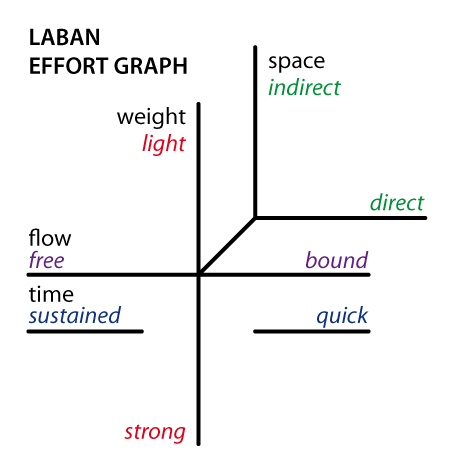 LABAN
EFFORT GRAPH
space
indirect
weight
light
direct
flow
free
bound
time
sustained
quick
strong